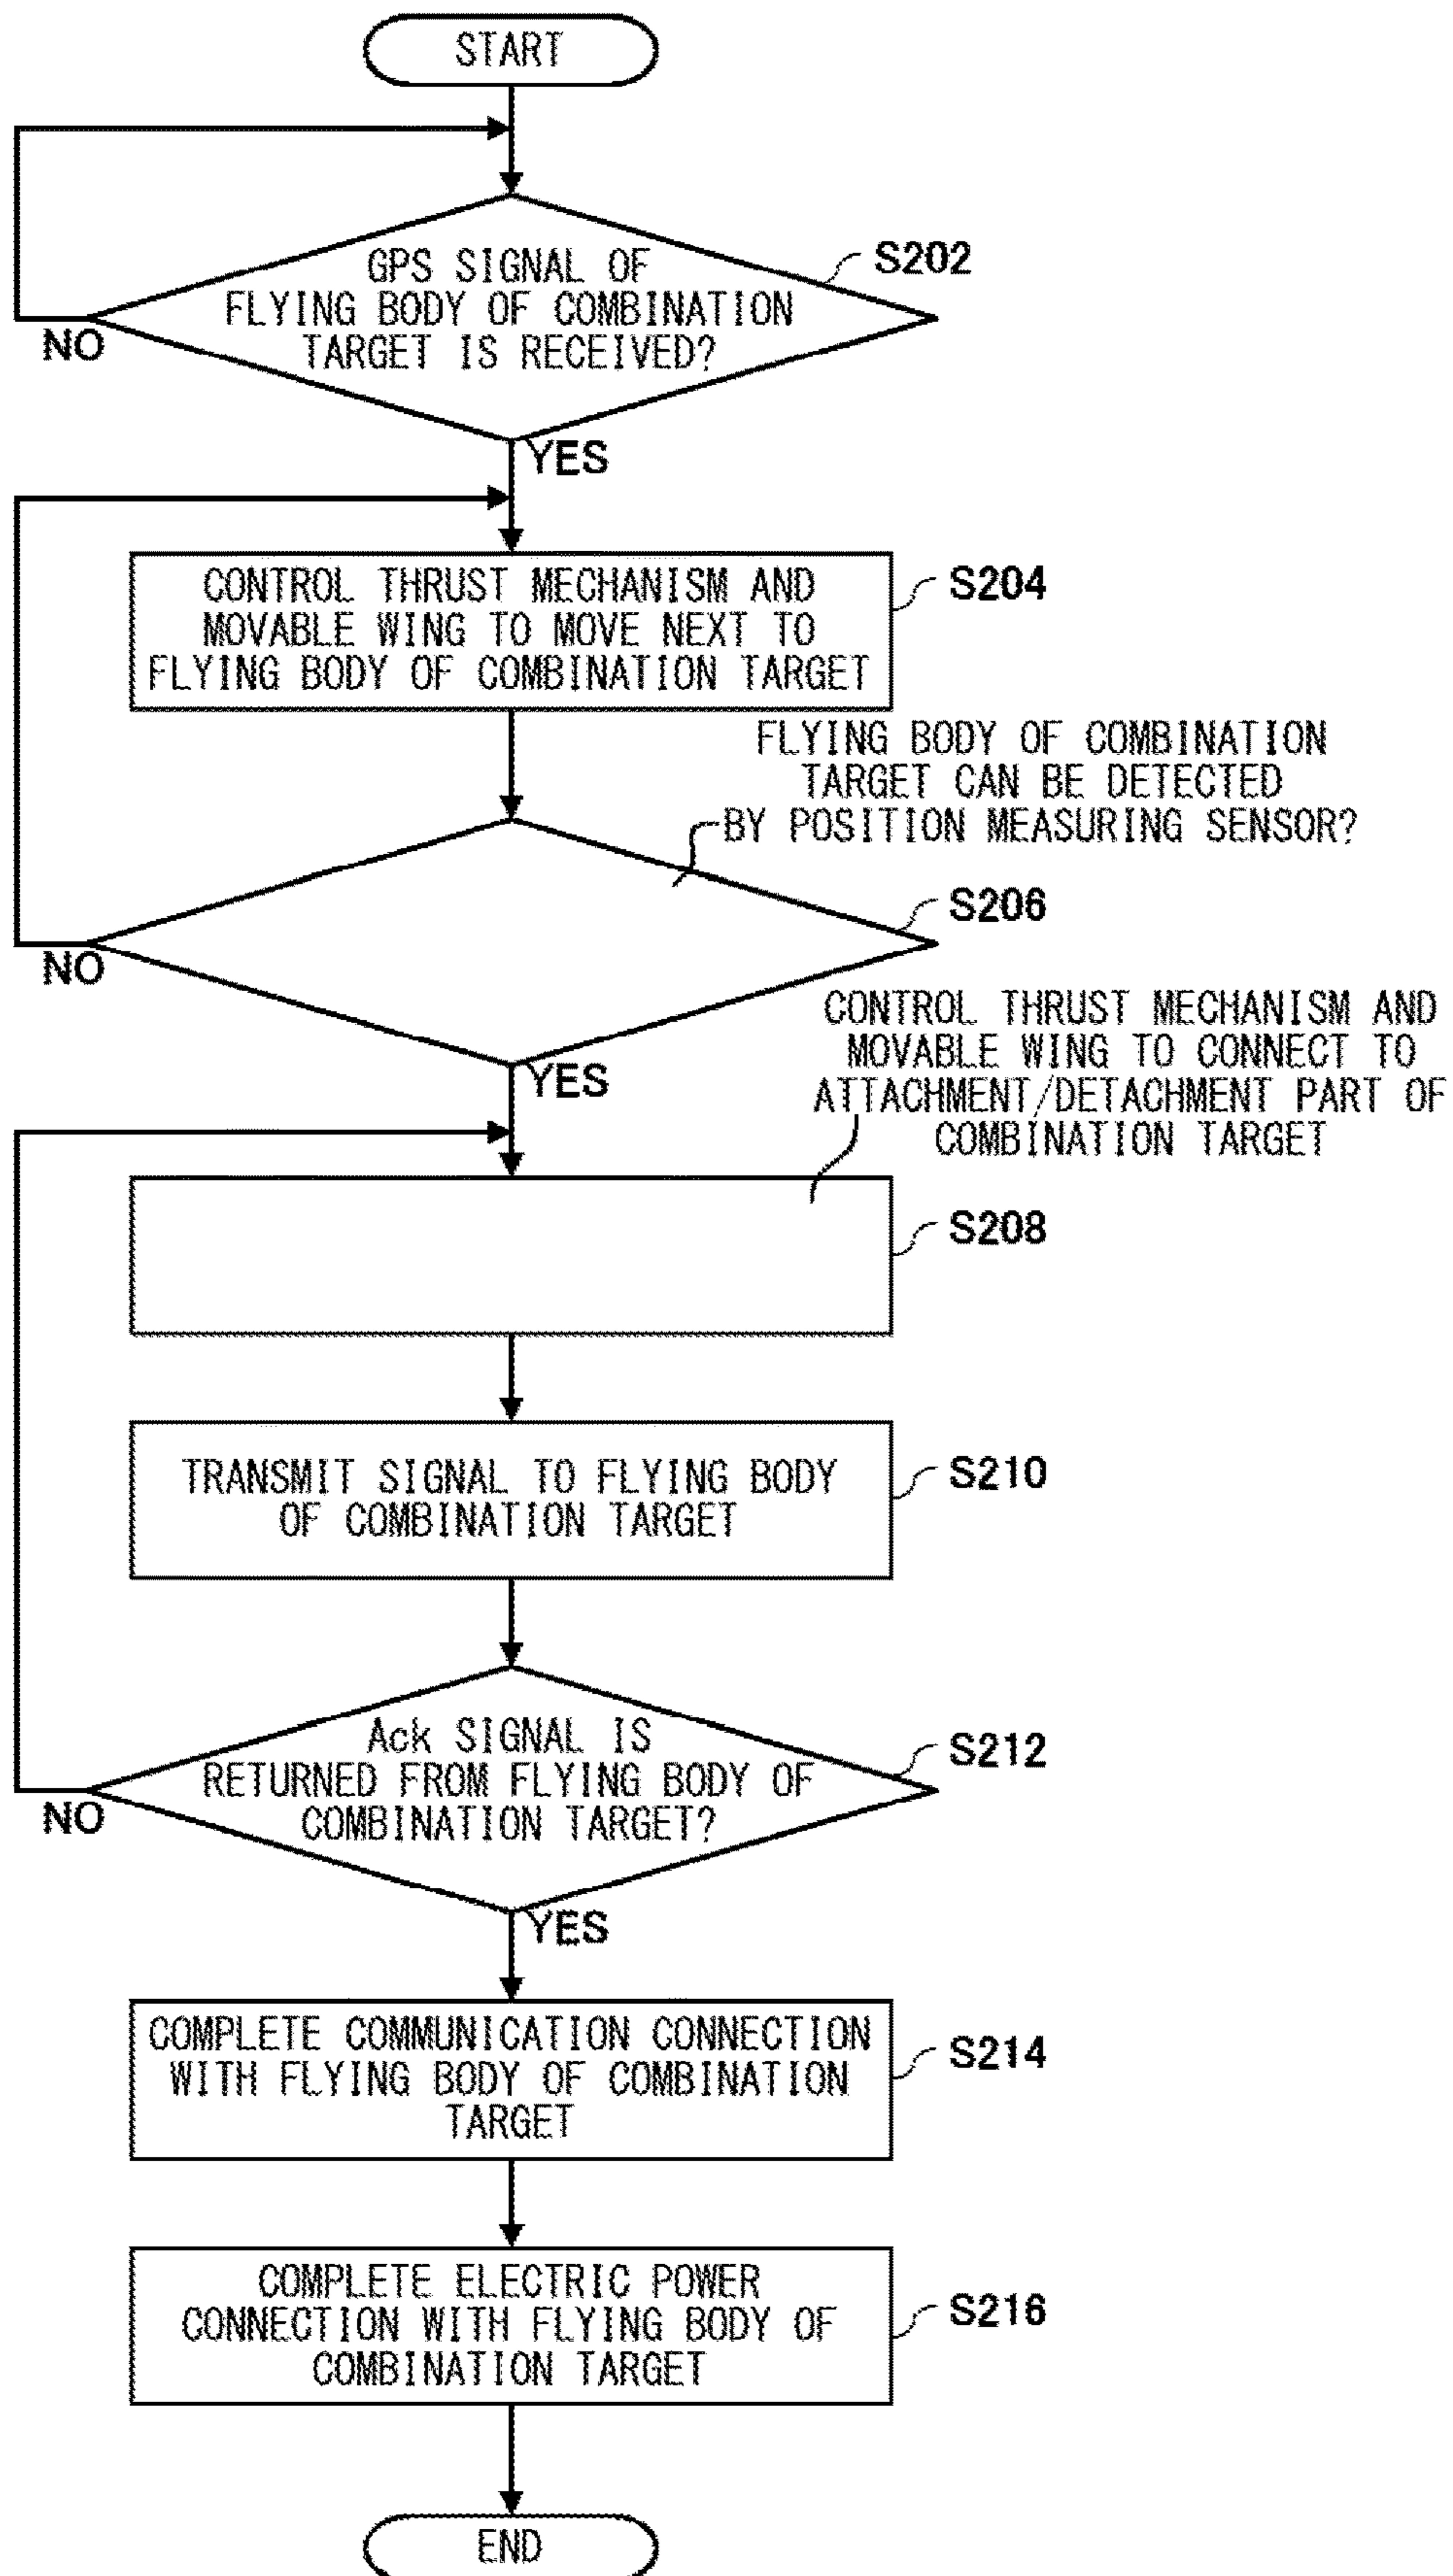 START
GPS SIGNAL OF
FLYING BODY OF COMBINATION
TARGET IS RECEIVED?
S202
NO
YES
CONTROL THRUST MECHANISM AND
MOVABLE WING TO MOVE NEXT TO
FLYING BODY OF COMBINATION TARGET
S204
FLYING BODY OF COMBINATION
TARGET CAN BE DETECTED
BY POSITION MEASURING SENSOR?
S206
NO
YES
CONTROL THRUST MECHANISM AND
MOVABLE WING TO CONNECT TO
ATTACHMENT/DETACHMENT PART OF
COMBINATION TARGET
S208
TRANSMIT SIGNAL TO FLYING BODY
OF COMBINATION TARGET
S210
Ack SIGNAL IS
RETURNED FROM FLYING BODY OF
COMBINATION TARGET?
S212
NO
YES
COMPLETE COMMUNICATION CONNECTION
WITH FLYING BODY OF COMBINATION
TARGET
S214
COMPLETE ELECTRIC POWER
CONNECTION WITH FLYING BODY OF
COMBINATION TARGET
S216
END